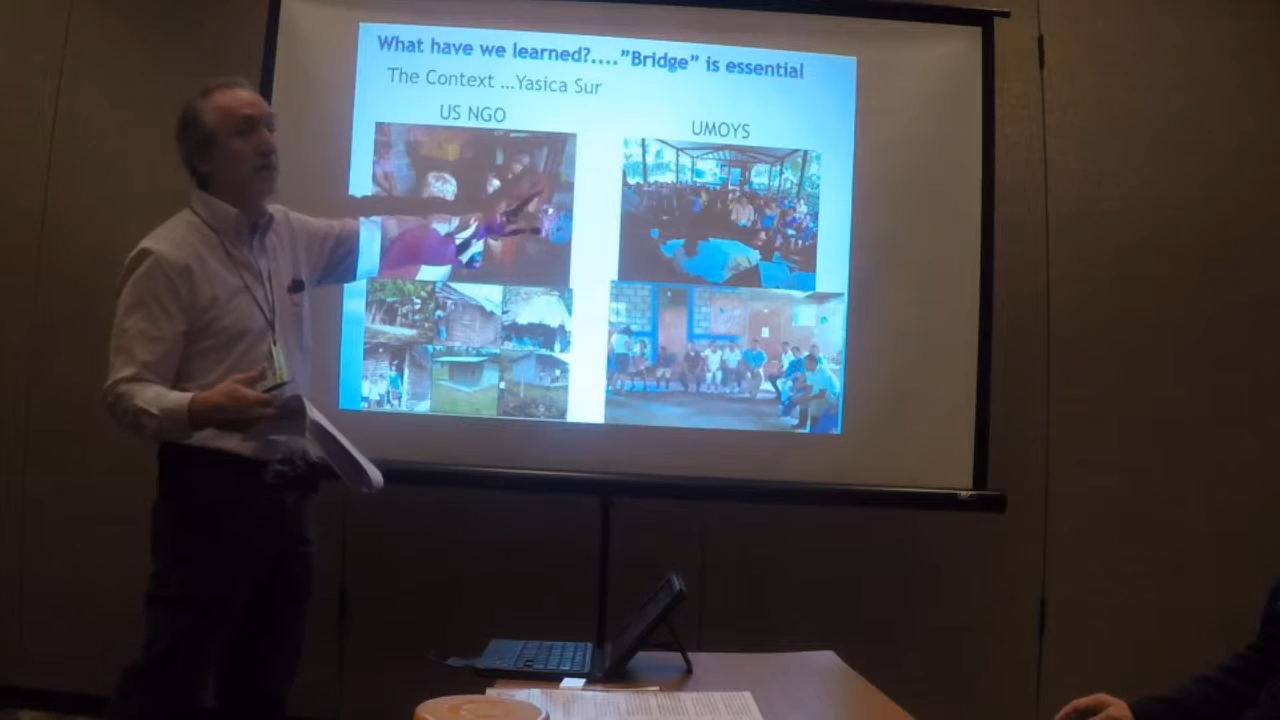 What have we learned?....”Bridge” is essential
The Context ...Yasica Sur
US NGO
UMOYS